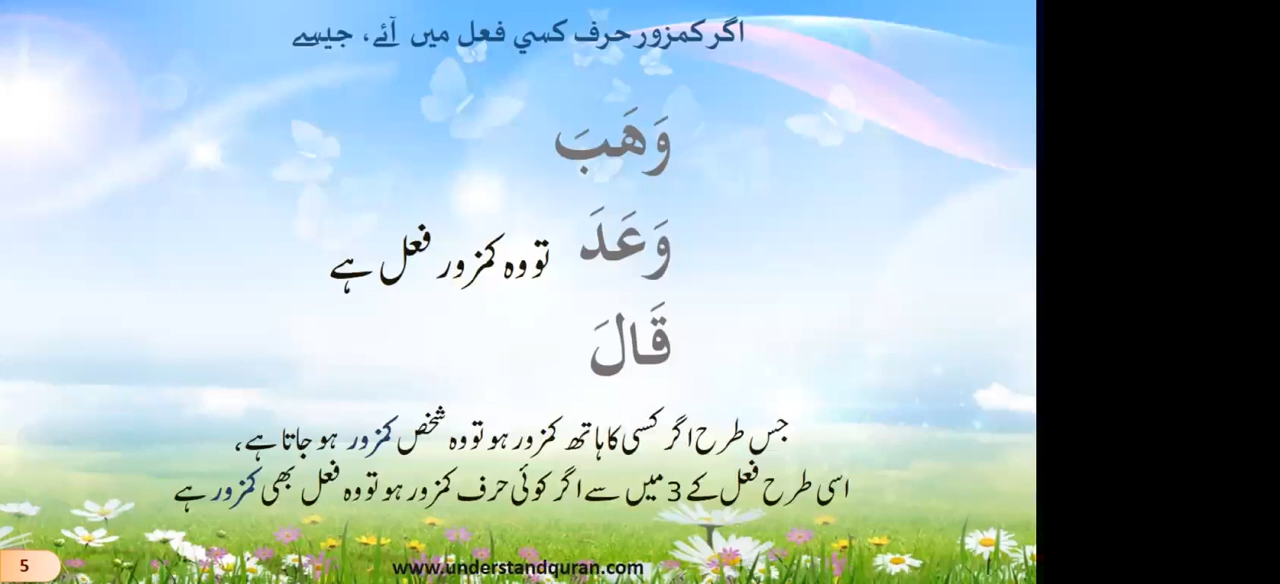 اگر کمزور حرف کسي فعل میں آئے، جیسے
وَهَبَ
وَعَدَ
تو وہ کمزور فعل ہے
قَالَ
جس طرح اگر کسی کا ہاتھ کمزور ہو تو وہ شخص کمزور ہو جاتا ہے،
اسی طرح فعل کے 3 میں سے اگر کوئی حرف کمزور ہو تو وہ فعل بھی کمزور ہے
www.understandquran.com
5